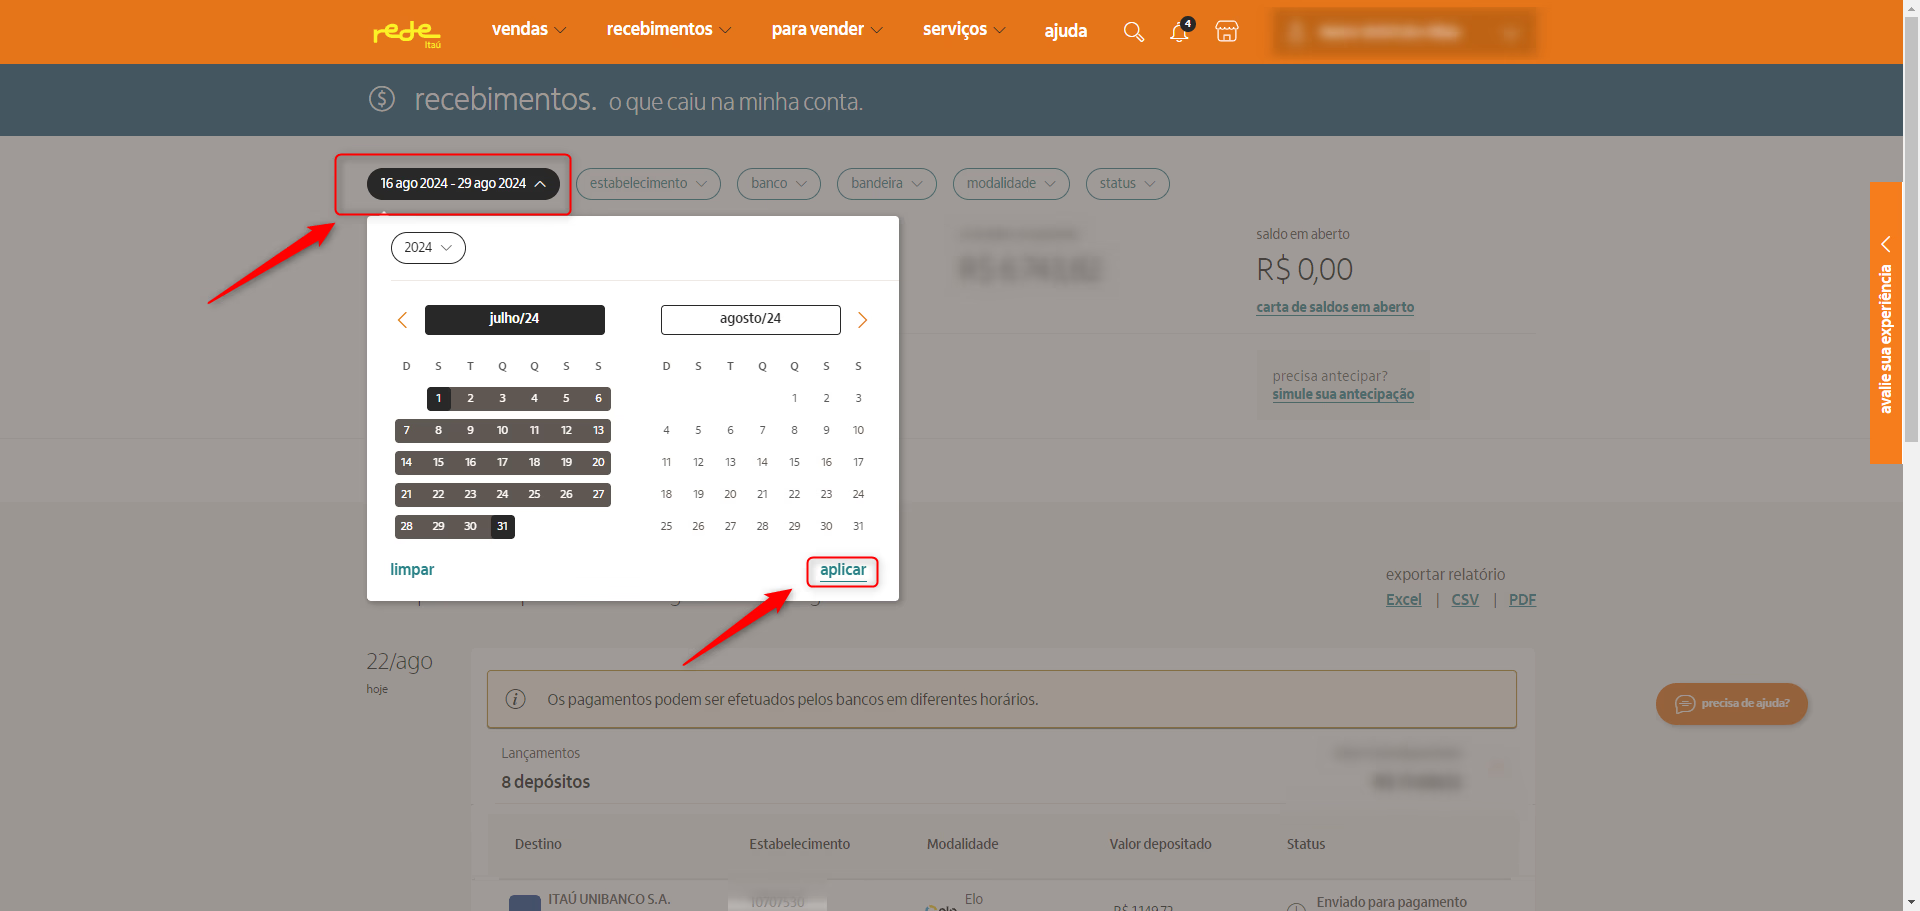 rede
Itaú
vendas recebimentos para vender serviços ajuda 4
recebimentos. o que caiu na minha conta.
16 ago 2024 - 29 ago 2024 estabelecimento banco bandeira modalidade status
2024
saldo em aberto
R$ 0,00
carta de saldos em aberto
avalie sua experiência
julho/24 agosto/24
D S T Q Q S S D S T Q Q S S
precisa antecipar?
simule sua antecipação
1 2 3 4 5 6 1 2 3
7 8 9 10 11 12 13 4 5 6 7 8 9 10
14 15 16 17 18 19 20 11 12 13 14 15 16 17
21 22 23 24 25 26 27 18 19 20 21 22 23 24
28 29 30 31 25 26 27 28 29 30 31
limpar aplicar
exportar relatório
Excel | CSV | PDF
22/ago
hoje
Os pagamentos podem ser efetuados pelos bancos em diferentes horários.
precisa de ajuda?
Lançamentos
8 depósitos
Destino Estabelecimento Modalidade Valor depositado Status
ITAÚ UNIBANCO S.A. Elo Enviado para pagamento